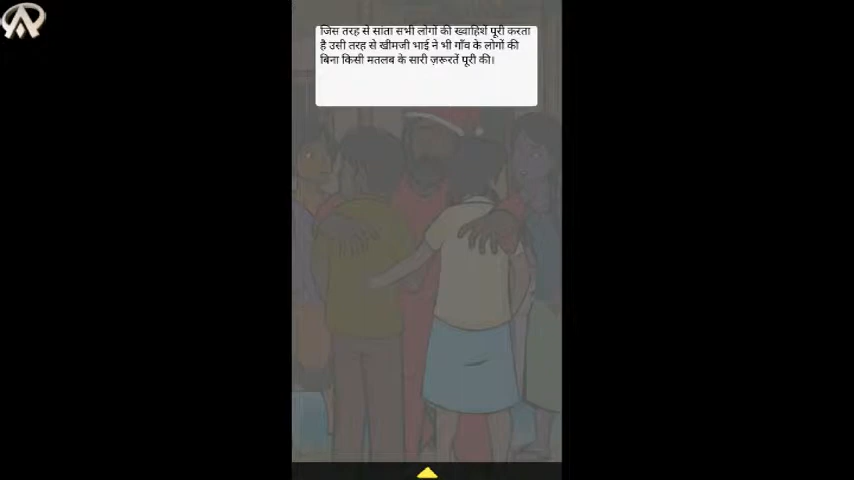 जिस तरह से सांता सभी लोगों की ख्वाहिशें पूरी करता
है उसी तरह से खीमजी भाई ने भी गाँव के लोगों की
बिना किसी मतलब के सारी ज़रूरतें पूरी की।